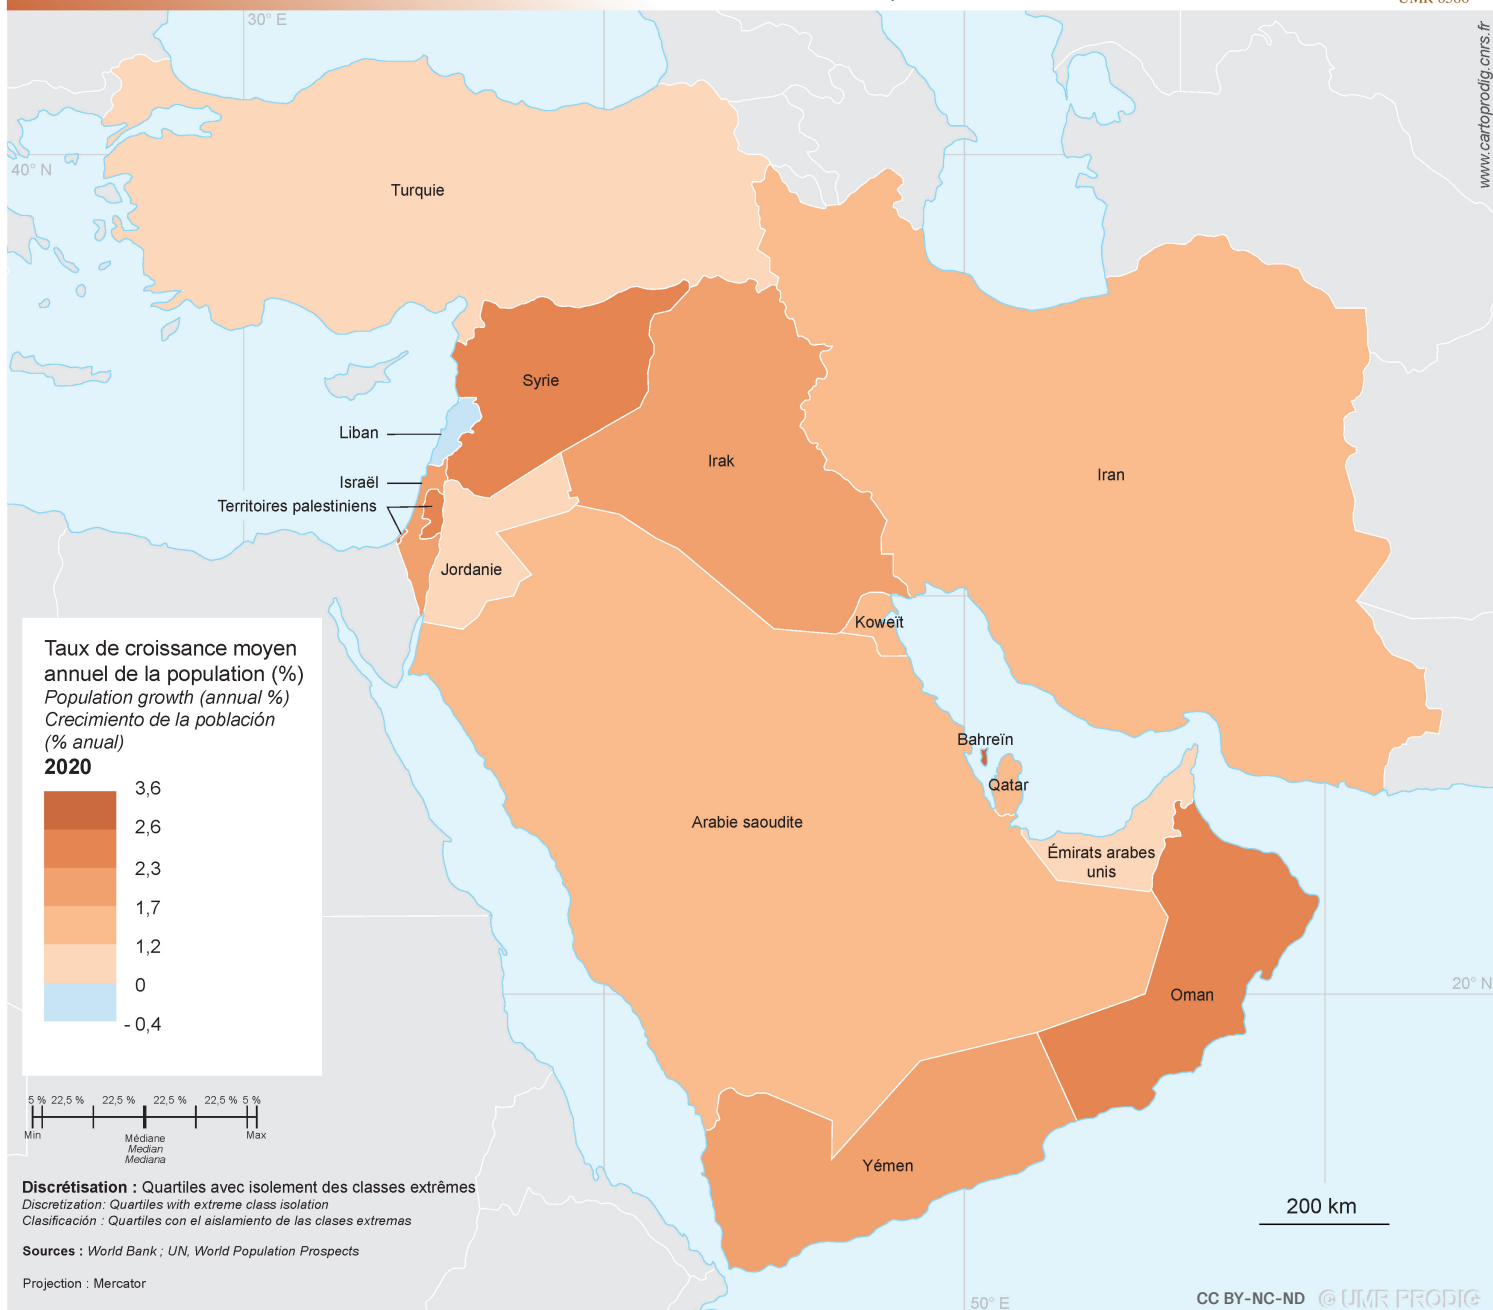 30° E
www.cartoprodig.cnrs.fr
40° N
Turquie
Syrie
Liban
Irak
Iran
Israël
Territoires palestiniens
Jordanie
Koweït
Bahreïn
Qatar
Arabie saoudite
Émirats arabes
unis
Oman
20° N
Yémen
Taux de croissance moyen
annuel de la population (%)
Population growth (annual %)
Crecimiento de la población
(% anual)
2020
3,6
2,6
2,3
1,7
1,2
0
- 0,4
5 % 22,5 % 22,5 % 22,5 % 22,5 % 5 %
Min Max
Médiane
Median
Mediana
Discrétisation : Quartiles avec isolement des classes extrêmes
Discretization: Quartiles with extreme class isolation
Clasificación : Quartiles con el aislamiento de las clases extremas
Sources : World Bank ; UN, World Population Prospects
Projection : Mercator
200 km
50° E
CC BY-NC-ND © UMR PRODIG